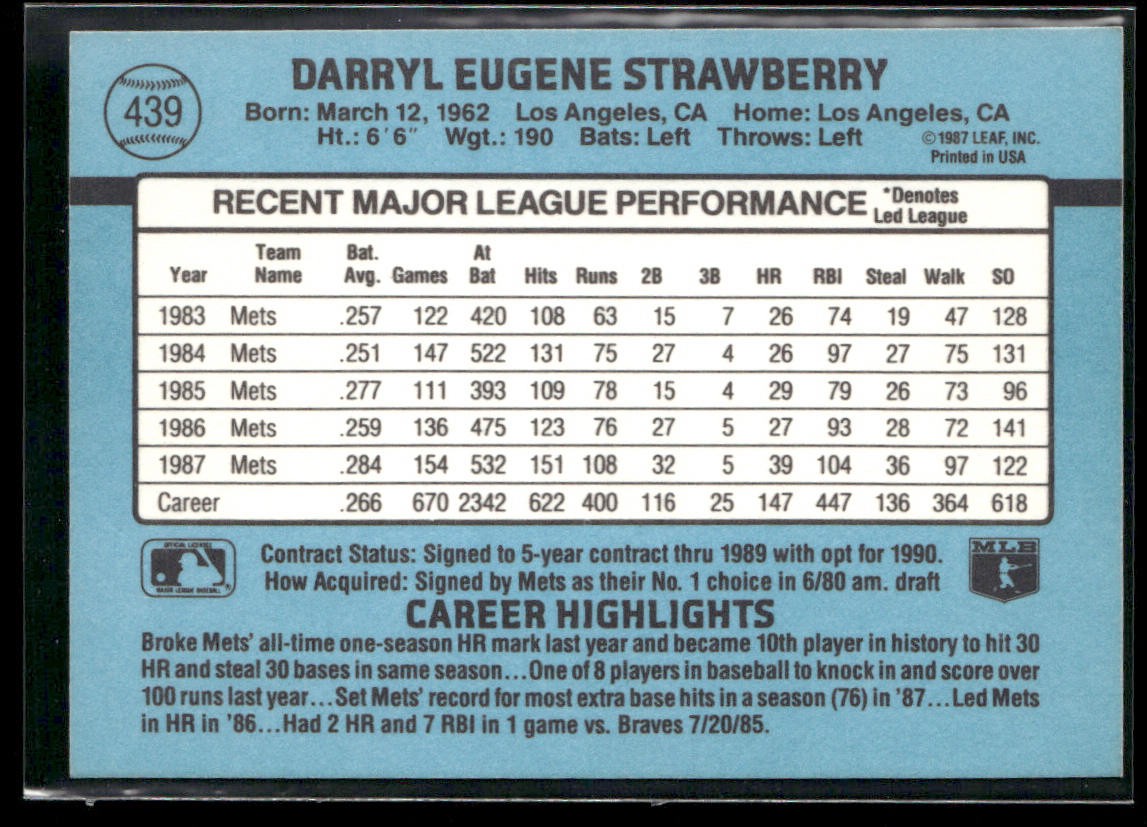 439
DARRYL EUGENE STRAWBERRY
Born: March 12, 1962 Los Angeles, CA Home: Los Angeles, CA
Ht.: 6'6" Wgt.: 190 Bats: Left Throws: Left
©1987 LEAF, INC.
Printed in USA
RECENT MAJOR LEAGUE PERFORMANCE *Denotes Led League
Year Team Name Bat. Avg. Games At Bat Hits Runs 2B 3B HR RBI Steal Walk SO
1983 Mets .257 122 420 108 63 15 7 26 74 19 47 128
1984 Mets .251 147 522 131 75 27 4 26 97 27 75 131
1985 Mets .277 111 393 109 78 15 4 29 79 26 73 96
1986 Mets .259 136 475 123 76 27 5 27 93 28 72 141
1987 Mets .284 154 532 151 108 32 5 39 104 36 97 122
Career .266 670 2342 622 400 116 25 147 447 136 364 618
OFFICIAL LICENSEE
MAJOR LEAGUE BASEBALL
MLB
Contract Status: Signed to 5-year contract thru 1989 with opt for 1990.
How Acquired: Signed by Mets as their No. 1 choice in 6/80 am. draft
CAREER HIGHLIGHTS
Broke Mets' all-time one-season HR mark last year and became 10th player in history to hit 30
HR and steal 30 bases in same season...One of 8 players in baseball to knock in and score over
100 runs last year...Set Mets' record for most extra base hits in a season (76) in '87...Led Mets
in HR in '86...Had 2 HR and 7 RBI in 1 game vs. Braves 7/20/85.